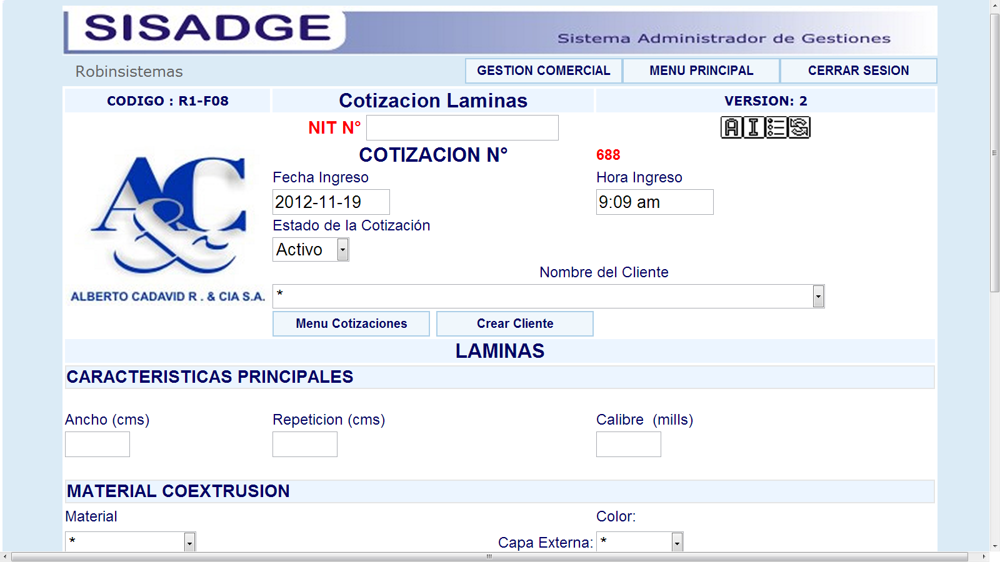 SISADGE
Sistema Administrador de Gestiones
Robinsistemas
GESTION COMERCIAL
MENU PRINCIPAL
CERRAR SESION
CODIGO : R1-F08
Cotizacion Laminas
VERSION: 2
NIT N°
A I
COTIZACION N°
688
Fecha Ingreso
Hora Ingreso
2012-11-19
9:09 am
Estado de la Cotización
Activo
Nombre del Cliente
*
A&C
ALBERTO CADAVID R . & CIA S.A.
Menu Cotizaciones
Crear Cliente
LAMINAS
CARACTERISTICAS PRINCIPALES
Ancho (cms)
Repeticion (cms)
Calibre  (mills)
MATERIAL COEXTRUSION
Material
Color:
*
Capa Externa:
*